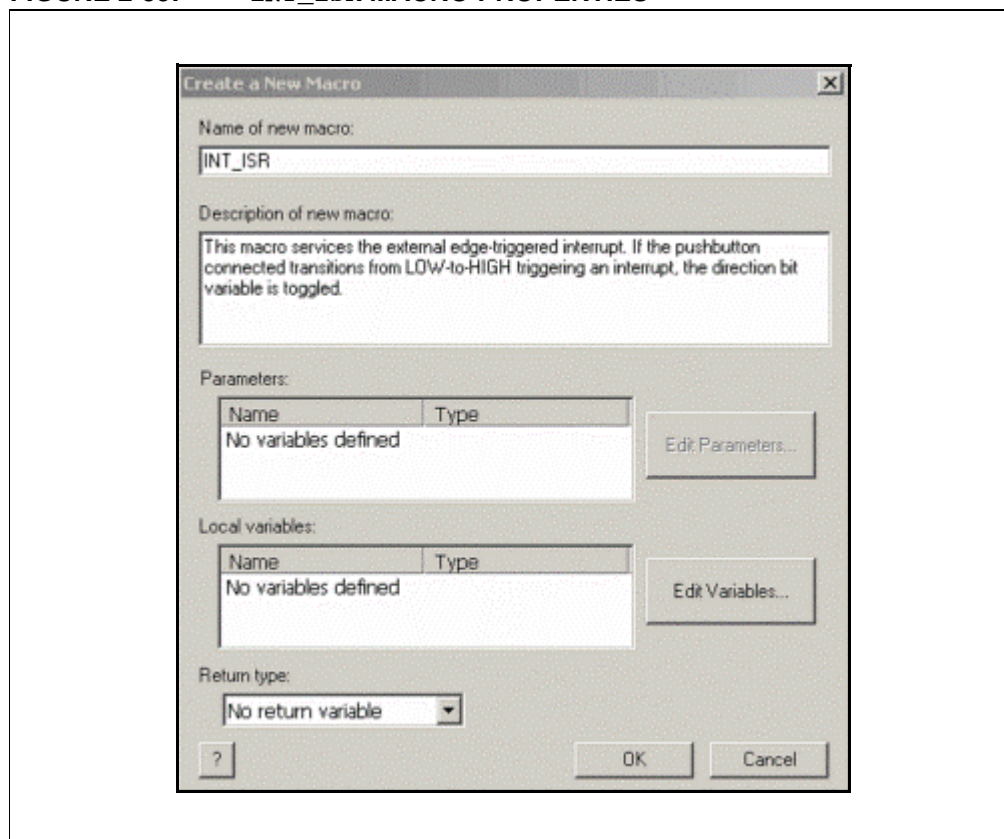 Create a New Macro
Name of new macro:
INT_ISR
Description of new macro:
This macro services the external edge-triggered interrupt. If the pushbutton
connected transitions from LOW-to-HIGH triggering an interrupt, the direction bit
variable is toggled.
Parameters:
Name Type
No variables defined
Edit Parameters...
Local variables:
Name Type
No variables defined
Edit Variables...
Return type:
No return variable
? OK Cancel